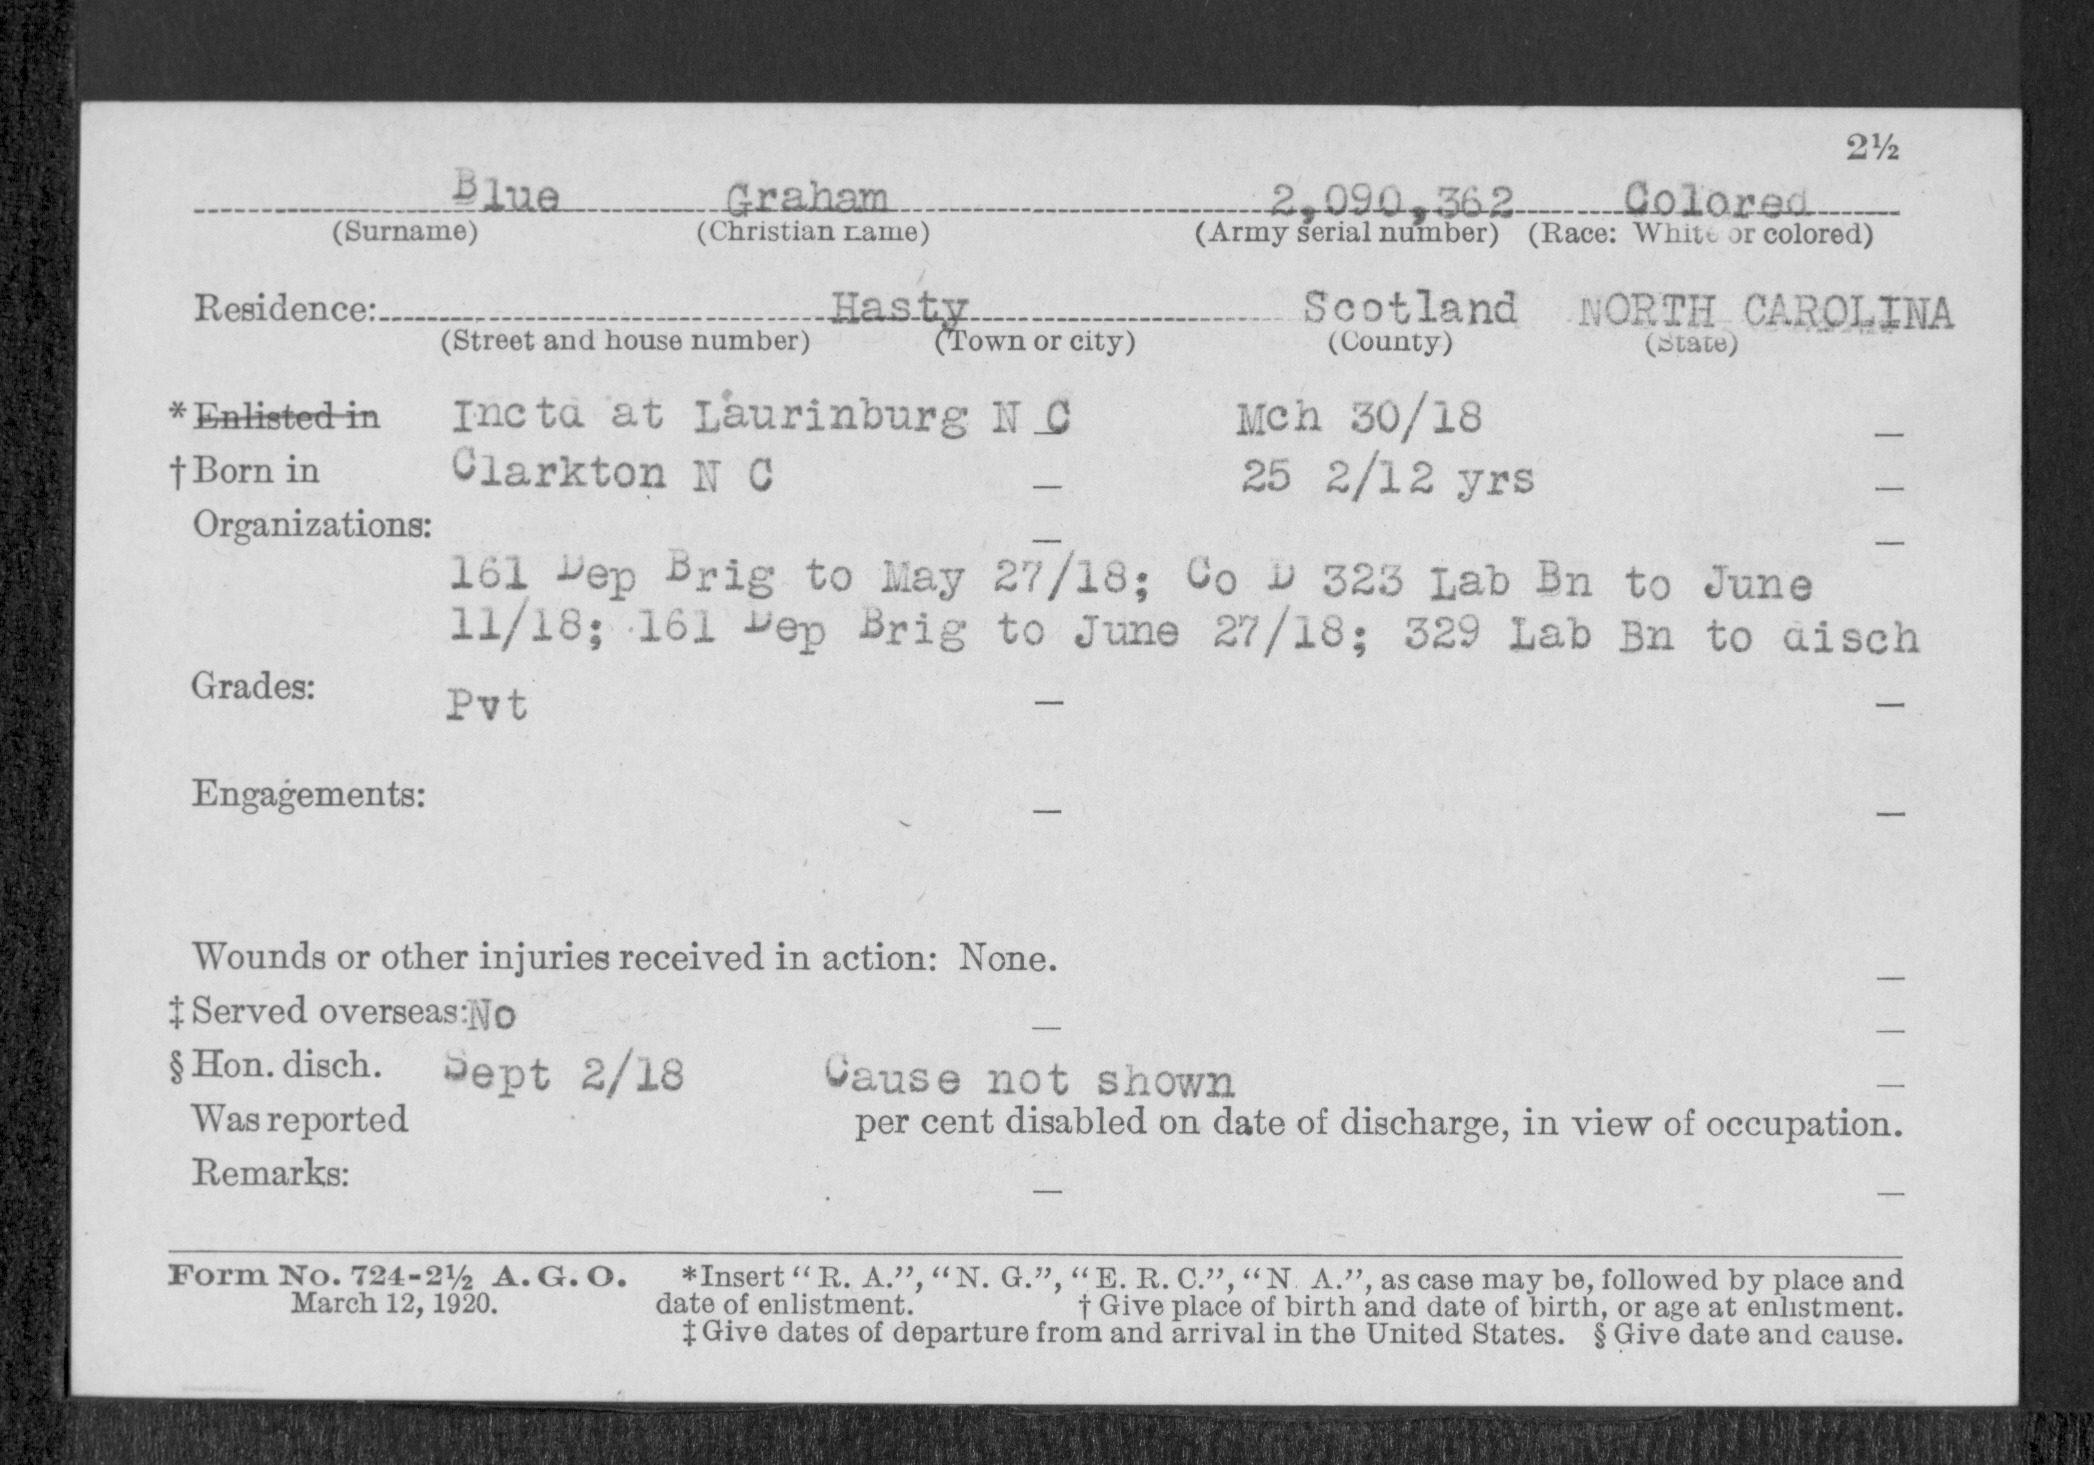 2½
Blue Graham 2,090,362 Colored
(Surname) (Christian name) (Army serial number) (Race: White or colored)
Residence: Hasty Scotland NORTH CAROLINA
(Street and house number) (Town or city) (County) (State)
* Enlisted in Inctd at Laurinburg N C Mch 30/18
† Born in Clarkton N C 25 2/12 yrs
Organizations:
161 Dep Brig to May 27/18; Co D 323 Lab Bn to June
11/18; 161 Dep Brig to June 27/18; 329 Lab Bn to disch
Grades: Pvt
Engagements:
Wounds or other injuries received in action: None.
‡ Served overseas: No
§ Hon. disch. Sept 2/18 Cause not shown
Was reported per cent disabled on date of discharge, in view of occupation.
Remarks:
Form No. 724-2½ A. G. O. *Insert "R. A.", "N. G.", "E. R. C.", "N. A.", as case may be, followed by place and
March 12, 1920. date of enlistment. † Give place of birth and date of birth, or age at enlistment.
‡ Give dates of departure from and arrival in the United States. § Give date and cause.